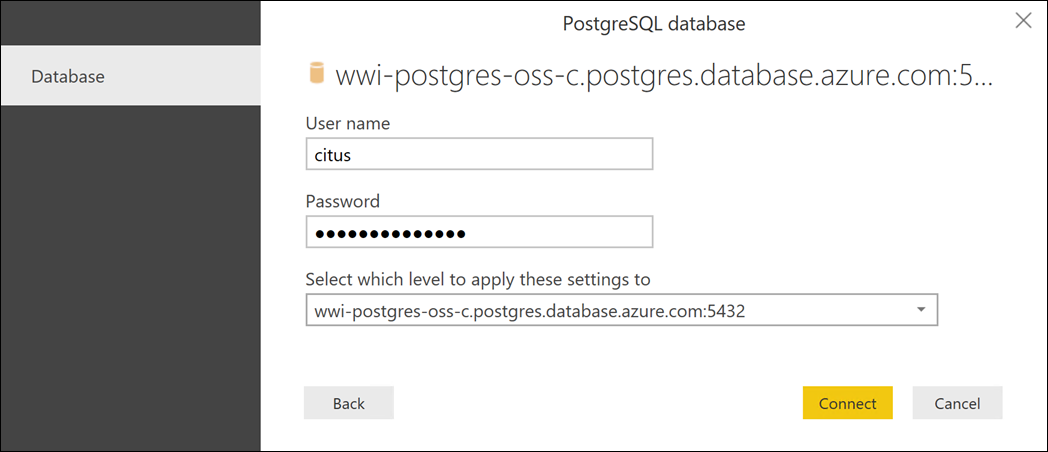 PostgreSQL database
Database
wwi-postgres-oss-c.postgres.database.azure.com:5...
User name
citus
Password
●●●●●●●●●●●●●●
Select which level to apply these settings to
wwi-postgres-oss-c.postgres.database.azure.com:5432
Back
Connect
Cancel